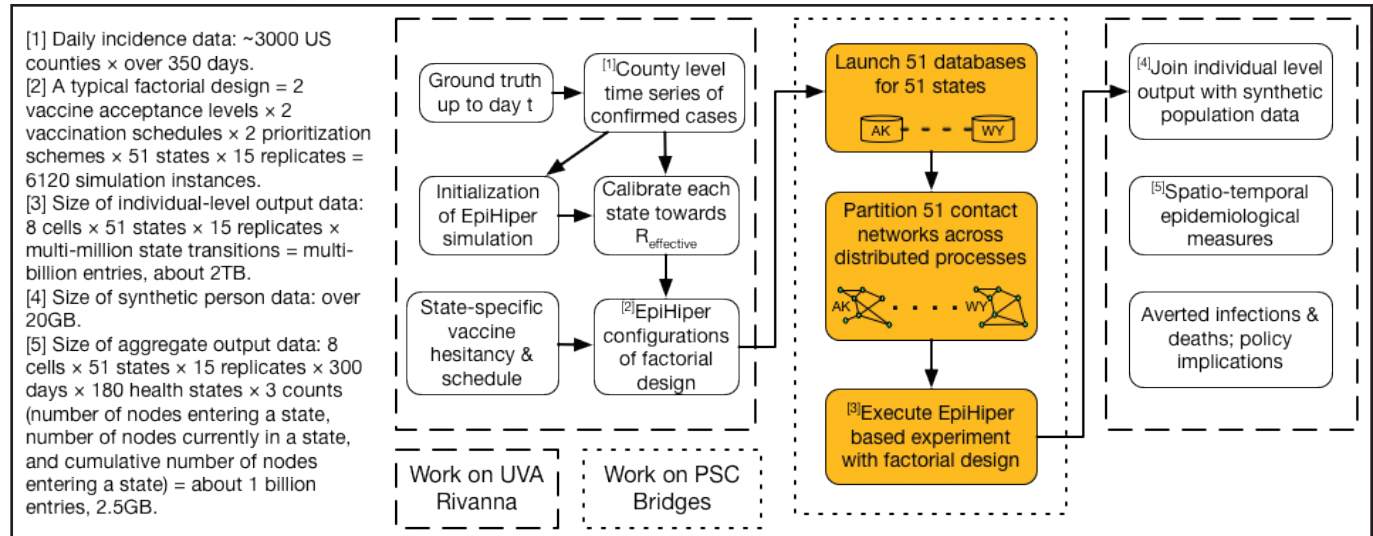 [1] Daily incidence data: ~3000 US
counties × over 350 days.
[2] A typical factorial design = 2
vaccine acceptance levels × 2
vaccination schedules × 2 prioritization
schemes × 51 states × 15 replicates =
6120 simulation instances.
[3] Size of individual-level output data:
8 cells × 51 states × 15 replicates ×
multi-million state transitions = multi-
billion entries, about 2TB.
[4] Size of synthetic person data: over
20GB.
[5] Size of aggregate output data: 8
cells × 51 states × 15 replicates × 300
days × 180 health states × 3 counts
(number of nodes entering a state,
number of nodes currently in a state,
and cumulative number of nodes
entering a state) = about 1 billion
entries, 2.5GB.
Ground truth
up to day t
[1]County level
time series of
confirmed cases
Initialization
of EpiHiper
simulation
Calibrate each
state towards
Reffective
State-specific
vaccine
hesitancy &
schedule
[2]EpiHiper
configurations
of factorial
design
Work on UVA
Rivanna
Work on PSC
Bridges
Launch 51 databases
for 51 states
AK
WY
Partition 51 contact
networks across
distributed processes
AK
WY
[3]Execute EpiHiper
based experiment
with factorial design
[4]Join individual level
output with synthetic
population data
[5]Spatio-temporal
epidemiological
measures
Averted infections &
deaths; policy
implications